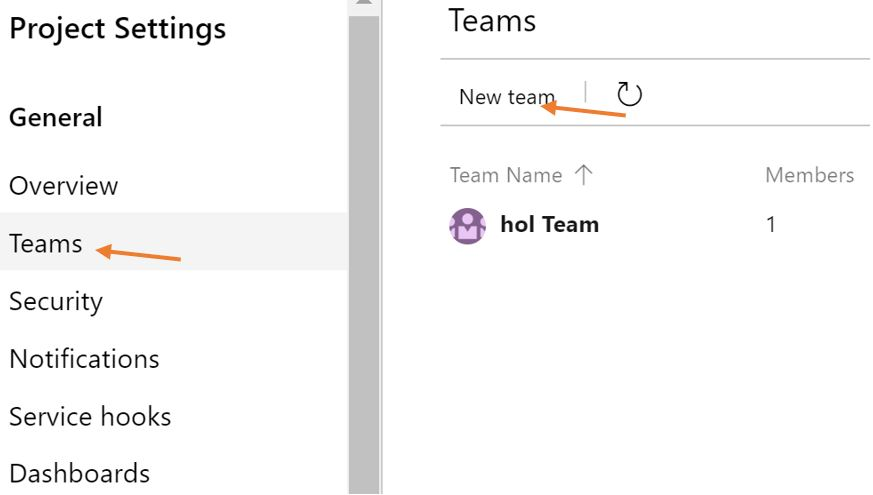 Project Settings
General
Overview
Teams
Security
Notifications
Service hooks
Dashboards
Teams
New team
Team Name Members
hol Team 1